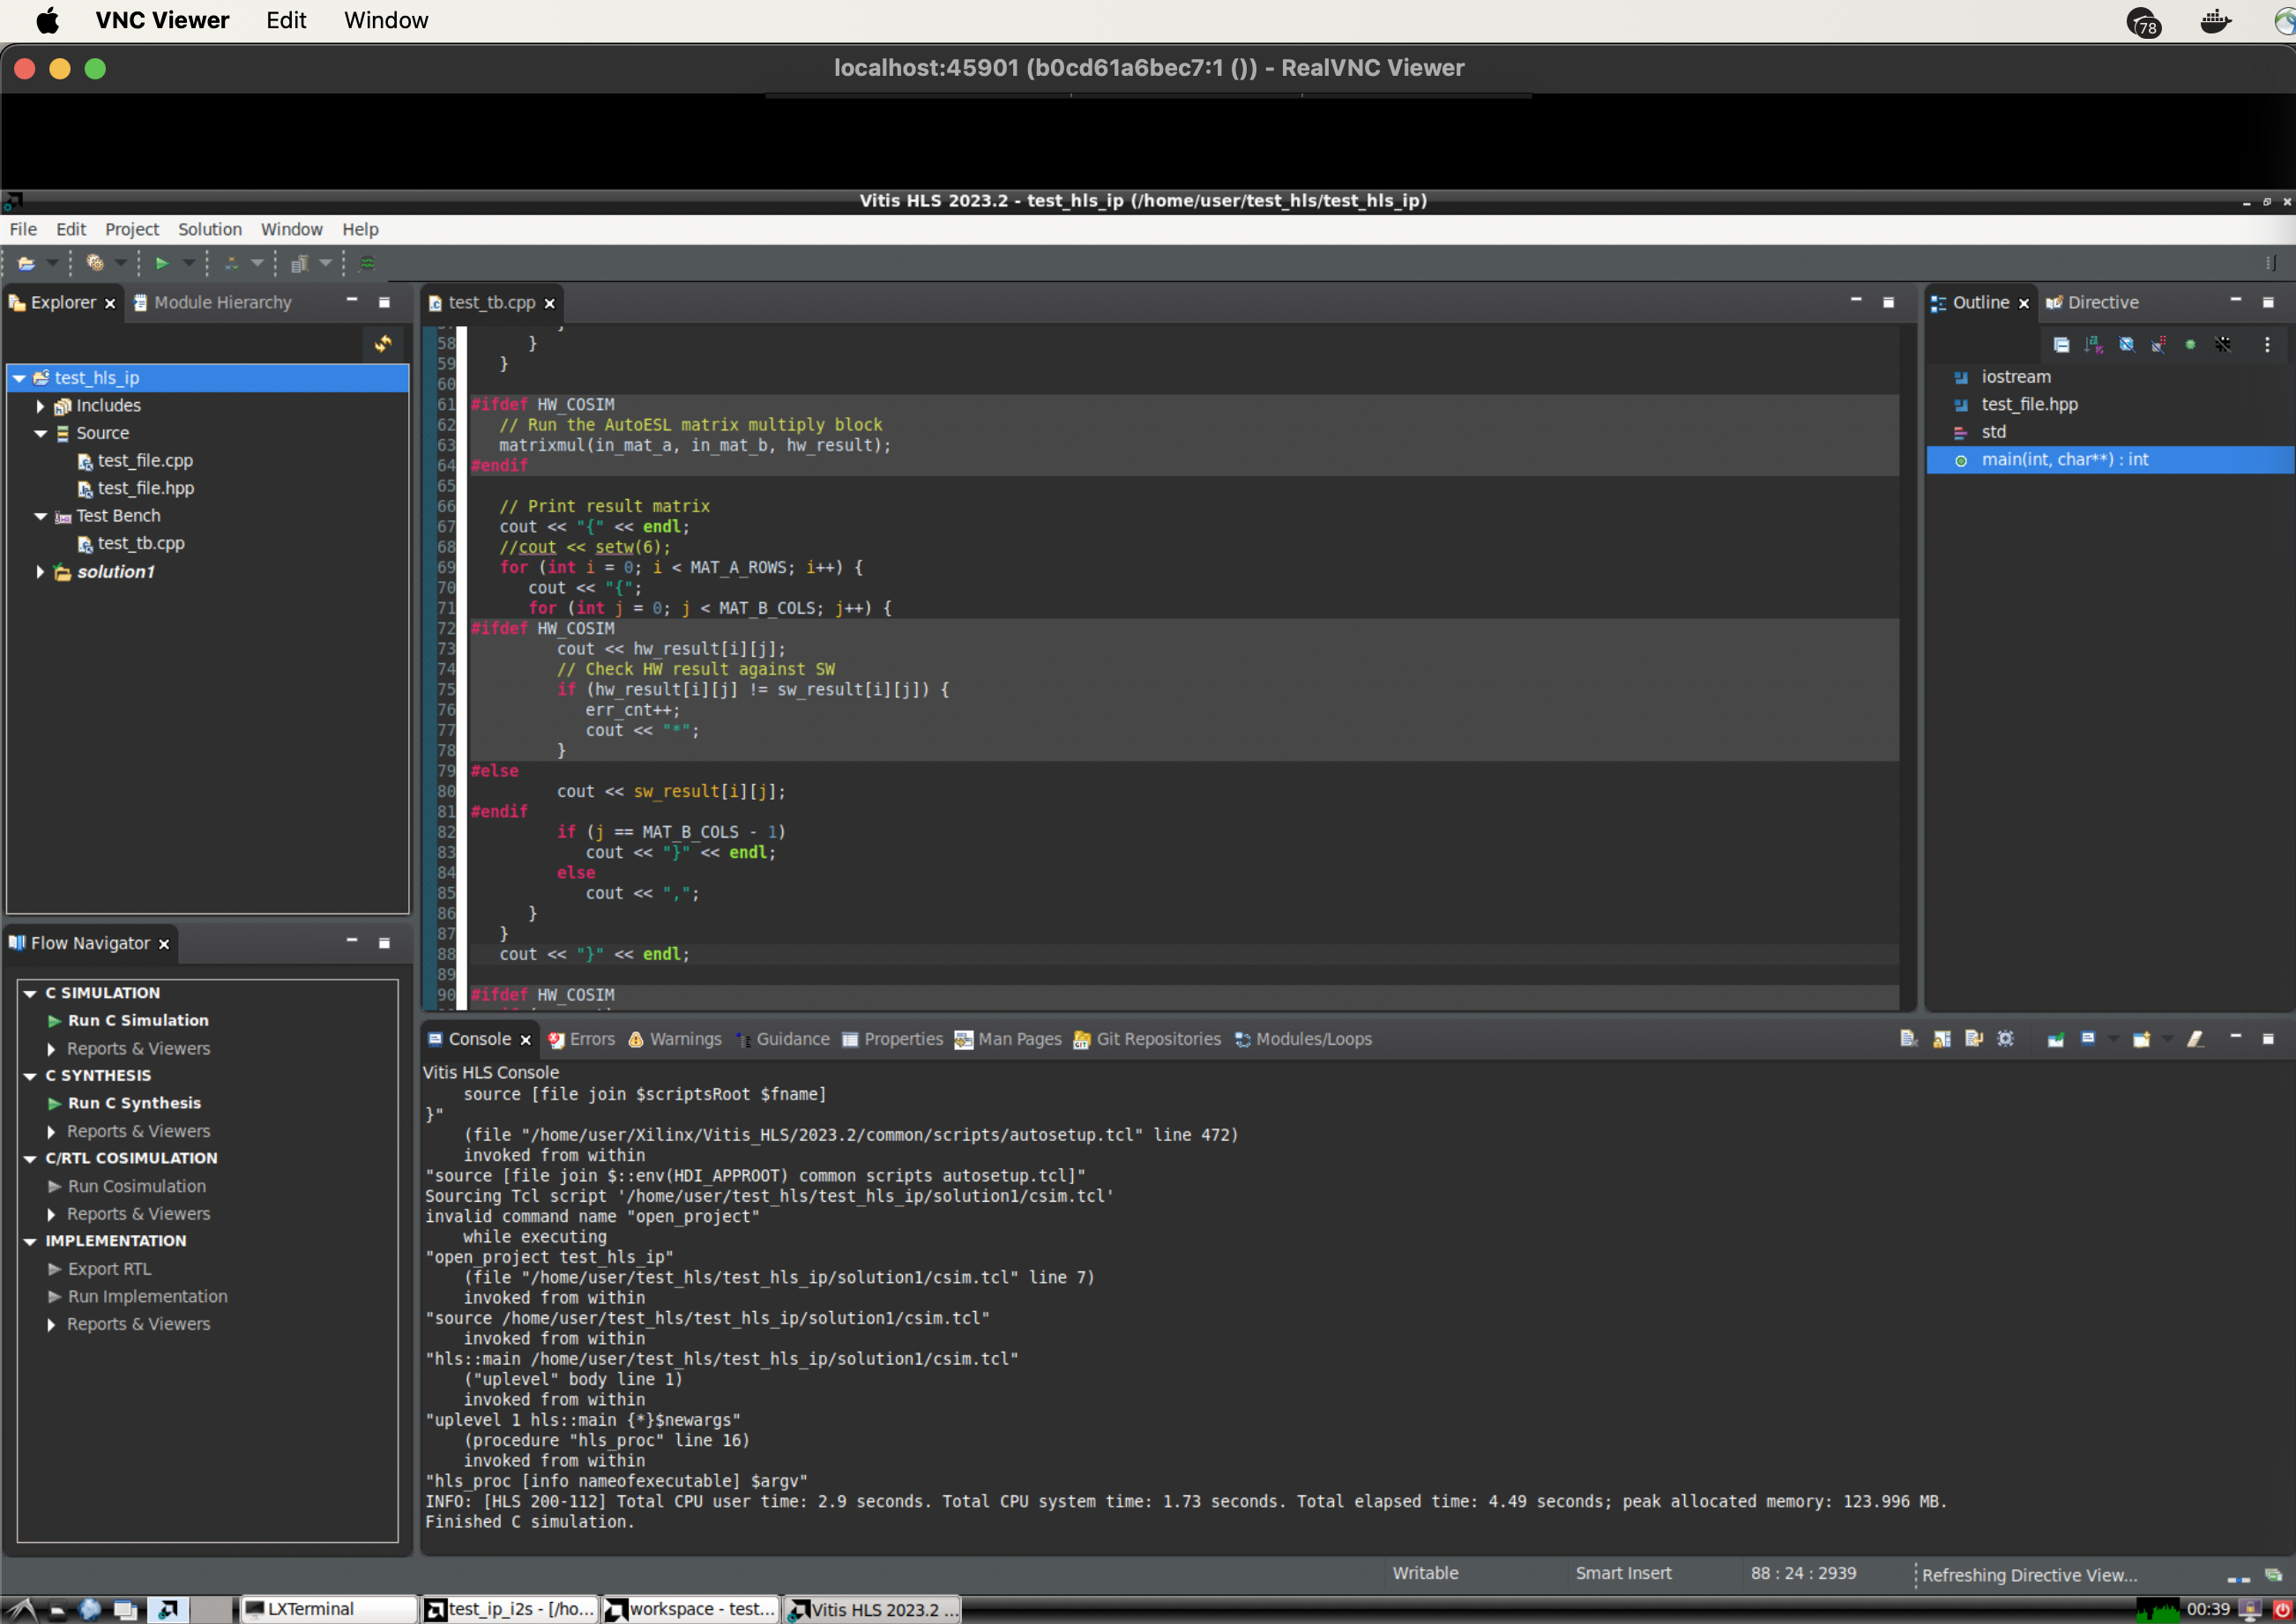 VNC Viewer Edit Window
78
localhost:45901 (b0cd61a6bec7:1 ()) - RealVNC Viewer
Vitis HLS 2023.2 - test_hls_ip (/home/user/test_hls/test_hls_ip)
File Edit Project Solution Window Help
Explorer Module Hierarchy
test_hls_ip
Includes
Source
test_file.cpp
test_file.hpp
Test Bench
test_tb.cpp
solution1
Flow Navigator
C SIMULATION
Run C Simulation
Reports & Viewers
C SYNTHESIS
Run C Synthesis
Reports & Viewers
C/RTL COSIMULATION
Run Cosimulation
Reports & Viewers
IMPLEMENTATION
Export RTL
Run Implementation
Reports & Viewers
test_tb.cpp
58 }
59 }
60
61 #ifdef HW_COSIM
62 // Run the AutoESL matrix multiply block
63 matrixmul(in_mat_a, in_mat_b, hw_result);
64 #endif
65
66 // Print result matrix
67 cout << "{" << endl;
68 //cout << setw(6);
69 for (int i = 0; i < MAT_A_ROWS; i++) {
70 cout << "{";
71 for (int j = 0; j < MAT_B_COLS; j++) {
72 #ifdef HW_COSIM
73 cout << hw_result[i][j];
74 // Check HW result against SW
75 if (hw_result[i][j] != sw_result[i][j]) {
76 err_cnt++;
77 cout << "*";
78 }
79 #else
80 cout << sw_result[i][j];
81 #endif
82 if (j == MAT_B_COLS - 1)
83 cout << "}" << endl;
84 else
85 cout << ",";
86 }
87 }
88 cout << "}" << endl;
89
90 #ifdef HW_COSIM
Outline Directive
iostream
test_file.hpp
std
main(int, char**) : int
Console Errors Warnings Guidance Properties Man Pages Git Repositories Modules/Loops
Vitis HLS Console
source [file join $scriptsRoot $fname]
}"
(file "/home/user/Xilinx/Vitis_HLS/2023.2/common/scripts/autosetup.tcl" line 472)
invoked from within
"source [file join $::env(HDI_APPROOT) common scripts autosetup.tcl]"
Sourcing Tcl script '/home/user/test_hls/test_hls_ip/solution1/csim.tcl'
invalid command name "open_project"
while executing
"open_project test_hls_ip"
(file "/home/user/test_hls/test_hls_ip/solution1/csim.tcl" line 7)
invoked from within
"source /home/user/test_hls/test_hls_ip/solution1/csim.tcl"
invoked from within
"hls::main /home/user/test_hls/test_hls_ip/solution1/csim.tcl"
("uplevel" body line 1)
invoked from within
"uplevel 1 hls::main {*}$newargs"
(procedure "hls_proc" line 16)
invoked from within
"hls_proc [info nameofexecutable] $argv"
INFO: [HLS 200-112] Total CPU user time: 2.9 seconds. Total CPU system time: 1.73 seconds. Total elapsed time: 4.49 seconds; peak allocated memory: 123.996 MB.
Finished C simulation.
Writable Smart Insert 88 : 24 : 2939 Refreshing Directive View...
LXTerminal test_ip_i2s - [/ho... workspace - test... Vitis HLS 2023.2 ... 00:39